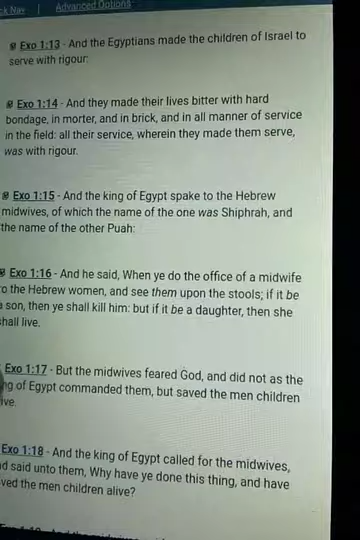 ck Nav | Advanced Options
Exo 1:13 - And the Egyptians made the children of Israel to
serve with rigour:
Exo 1:14 - And they made their lives bitter with hard
bondage, in morter, and in brick, and in all manner of service
in the field: all their service, wherein they made them serve,
was with rigour.
Exo 1:15 - And the king of Egypt spake to the Hebrew
midwives, of which the name of the one was Shiphrah, and
the name of the other Puah:
Exo 1:16 - And he said, When ye do the office of a midwife
o the Hebrew women, and see them upon the stools; if it be
a son, then ye shall kill him: but if it be a daughter, then she
shall live.
Exo 1:17 - But the midwives feared God, and did not as the
ng of Egypt commanded them, but saved the men children
ive.
Exo 1:18 - And the king of Egypt called for the midwives,
d said unto them, Why have ye done this thing, and have
ved the men children alive?